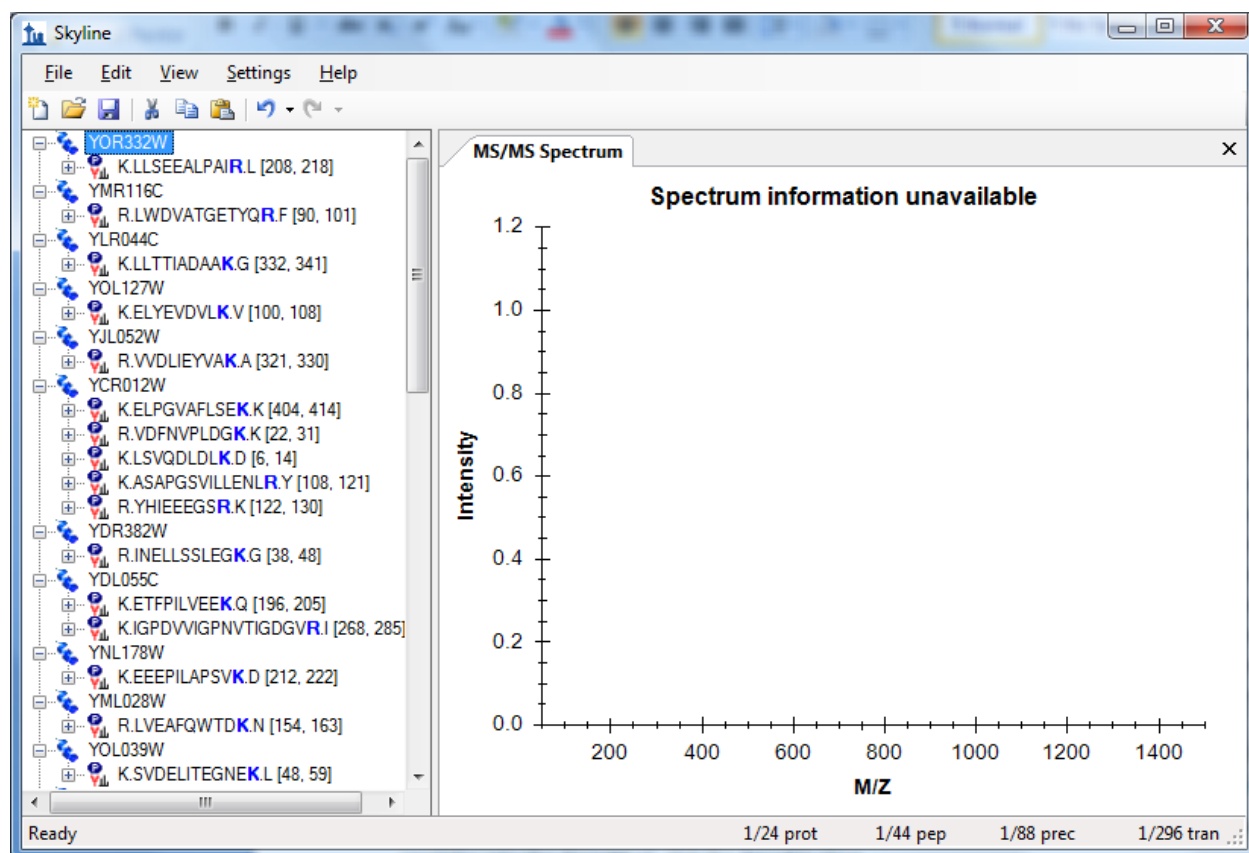 Skyline
File Edit View Settings Help
YOR332W
K.LLSEEALPAIR.L [208, 218]
YMR116C
R.LWDVATGETYQR.F [90, 101]
YLR044C
K.LLTTIADAAK.G [332, 341]
YOL127W
K.ELYEVDVLK.V [100, 108]
YJL052W
R.VVDLIEYVAK.A [321, 330]
YCR012W
K.ELPGVAFLSEK.K [404, 414]
R.VDFNVPLDGK.K [22, 31]
K.LSVQDLDLK.D [6, 14]
K.ASAPGSVILLENLR.Y [108, 121]
R.YHIEEEGSR.K [122, 130]
YDR382W
R.INELLSSLEGK.G [38, 48]
YDL055C
K.ETFPILVEEK.Q [196, 205]
K.IGPDVVIGPNVTIGDGVR.I [268, 285]
YNL178W
K.EEEPILAPSVK.D [212, 222]
YML028W
R.LVEAFQWTDK.N [154, 163]
YOL039W
K.SVDELITEGNEK.L [48, 59]
MS/MS Spectrum
Spectrum information unavailable
1.2
1.0
0.8
0.6
0.4
0.2
0.0
Intensity
200 400 600 800 1000 1200 1400
M/Z
Ready 1/24 prot 1/44 pep 1/88 prec 1/296 tran